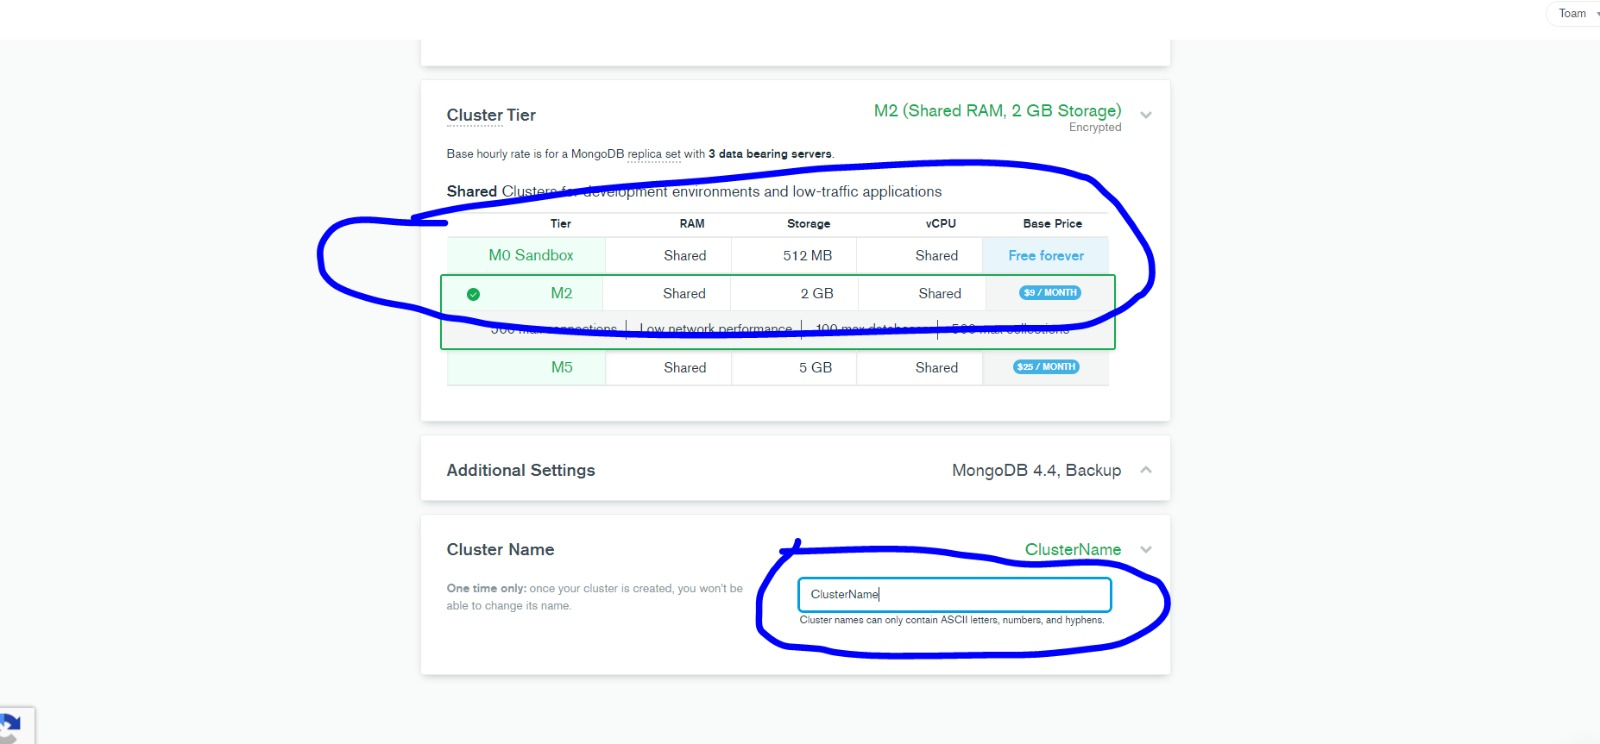 Toam
Cluster Tier
M2 (Shared RAM, 2 GB Storage)
Encrypted
Base hourly rate is for a MongoDB replica set with 3 data bearing servers.
Shared Clusters for development environments and low-traffic applications
Tier RAM Storage vCPU Base Price
M0 Sandbox Shared 512 MB Shared Free forever
M2 Shared 2 GB Shared $9 / MONTH
500 max connections Low network performance 100 max databases 500 max collections
M5 Shared 5 GB Shared $25 / MONTH
Additional Settings MongoDB 4.4, Backup
Cluster Name ClusterName
One time only: once your cluster is created, you won't be
able to change its name.
ClusterName
Cluster names can only contain ASCII letters, numbers, and hyphens.